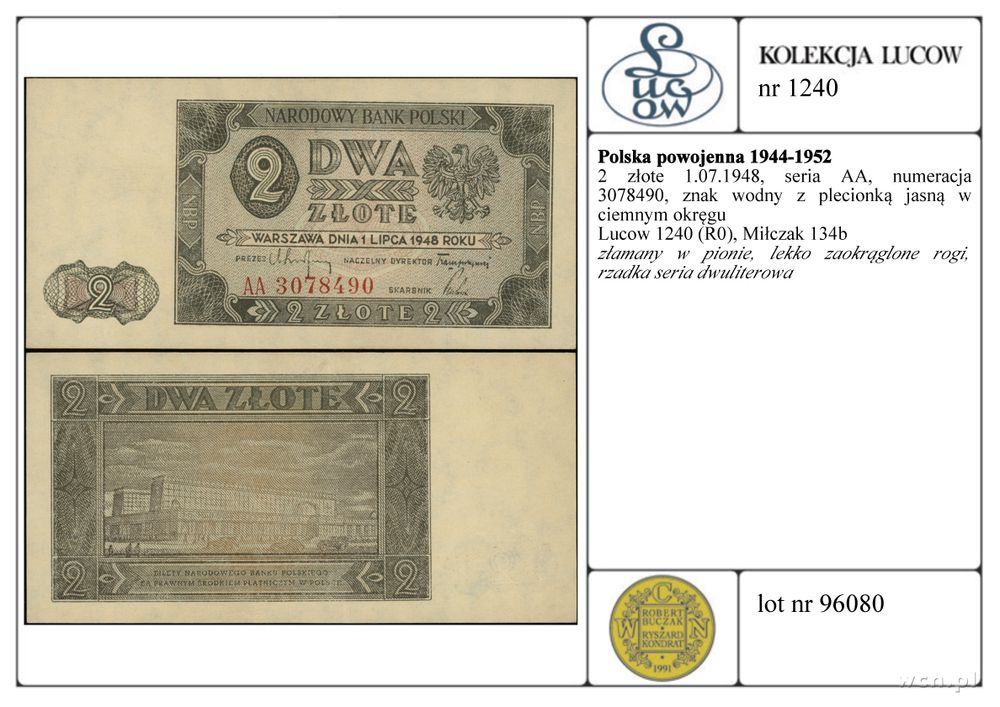 NARODOWY BANK POLSKI
2
DWA
ZŁOTE
NBP
NBP
WARSZAWA DNIA 1 LIPCA 1948 ROKU
PREZES NACZELNY DYREKTOR
AA 3078490 SKARBNIK
2
2 ZŁOTE 2
2 DWA ZŁOTE 2
BILETY NARODOWEGO BANKU POLSKIEGO
SĄ PRAWNYM ŚRODKIEM PŁATNICZYM W POLSCE
2 2
Lucow
KOLEKCJA LUCOW
nr 1240
Polska powojenna 1944-1952
2 złote 1.07.1948, seria AA, numeracja
3078490, znak wodny z plecionką jasną w
ciemnym okręgu
Lucow 1240 (R0), Miłczak 134b
złamany w pionie, lekko zaokrąglone rogi,
rzadka seria dwuliterowa
WCN
ROBERT
BUCZAK
RYSZARD
KONDRAT
1991
lot nr 96080
wcn.pl